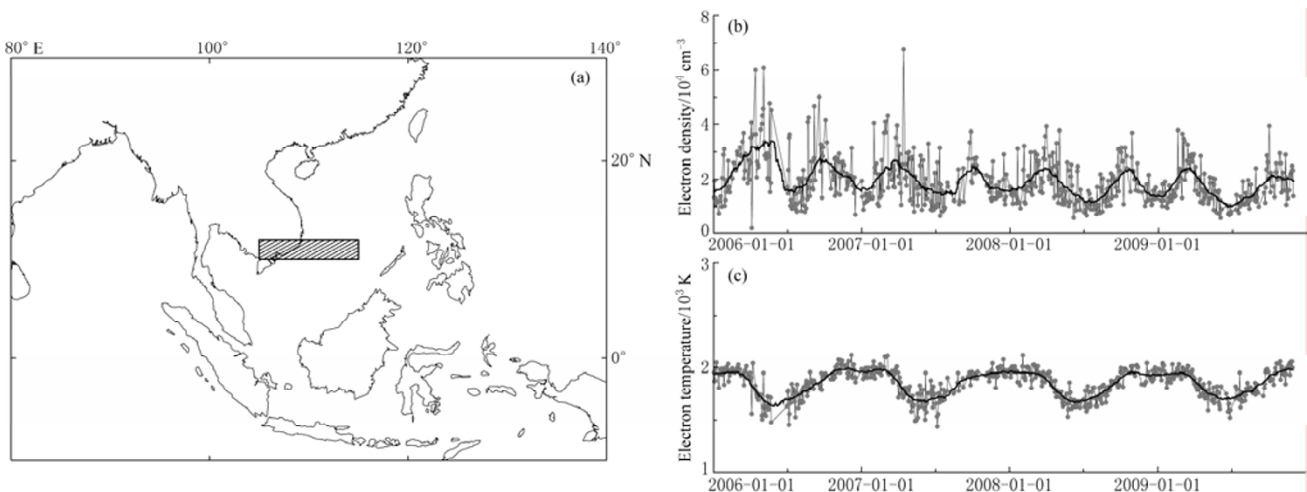 80° E 100° 120° 140°
(a)
20° N
0°
(b)
8
6
4
2
0
Electron density/10⁴ cm⁻³
2006-01-01 2007-01-01 2008-01-01 2009-01-01
(c)
3
2
1
Electron temperature/10³ K
2006-01-01 2007-01-01 2008-01-01 2009-01-01